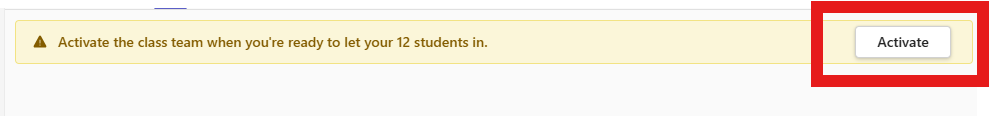 Activate the class team when you're ready to let your 12 students in.
Activate